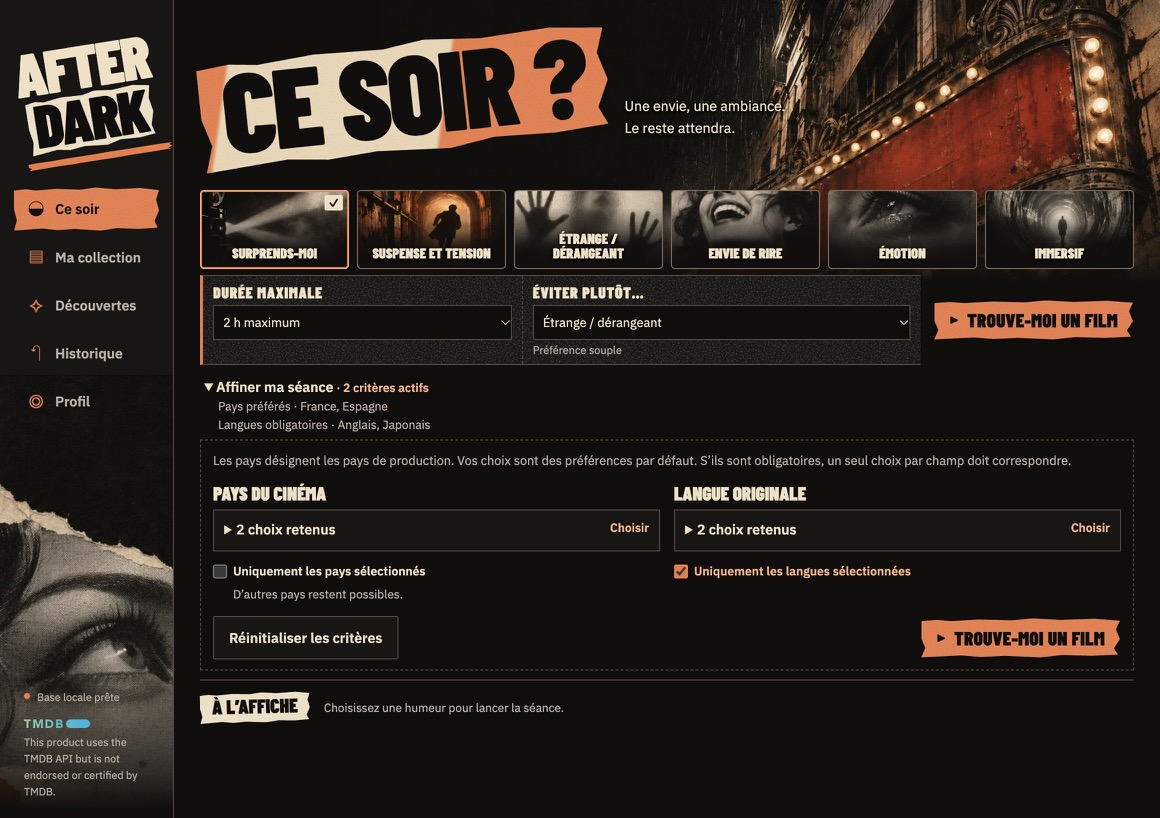 AFTER
DARK
Ce soir
Ma collection
Découvertes
Historique
Profil
Base locale prête
TMDB
This product uses the
TMDB API but is not
endorsed or certified by
TMDB.
CE SOIR ?
Une envie, une ambiance.
Le reste attendra.
SURPRENDS-MOI
SUSPENSE ET TENSION
ÉTRANGE /
DÉRANGEANT
ENVIE DE RIRE
ÉMOTION
IMMERSIF
DURÉE MAXIMALE
2 h maximum
ÉVITER PLUTÔT…
Étrange / dérangeant
Préférence souple
TROUVE-MOI UN FILM
Affiner ma séance · 2 critères actifs
Pays préférés · France, Espagne
Langues obligatoires · Anglais, Japonais
Les pays désignent les pays de production. Vos choix sont des préférences par défaut. S’ils sont obligatoires, un seul choix par champ doit correspondre.
PAYS DU CINÉMA
2 choix retenus Choisir
Uniquement les pays sélectionnés
D’autres pays restent possibles.
LANGUE ORIGINALE
2 choix retenus Choisir
Uniquement les langues sélectionnées
Réinitialiser les critères
TROUVE-MOI UN FILM
À L’AFFICHE
Choisissez une humeur pour lancer la séance.